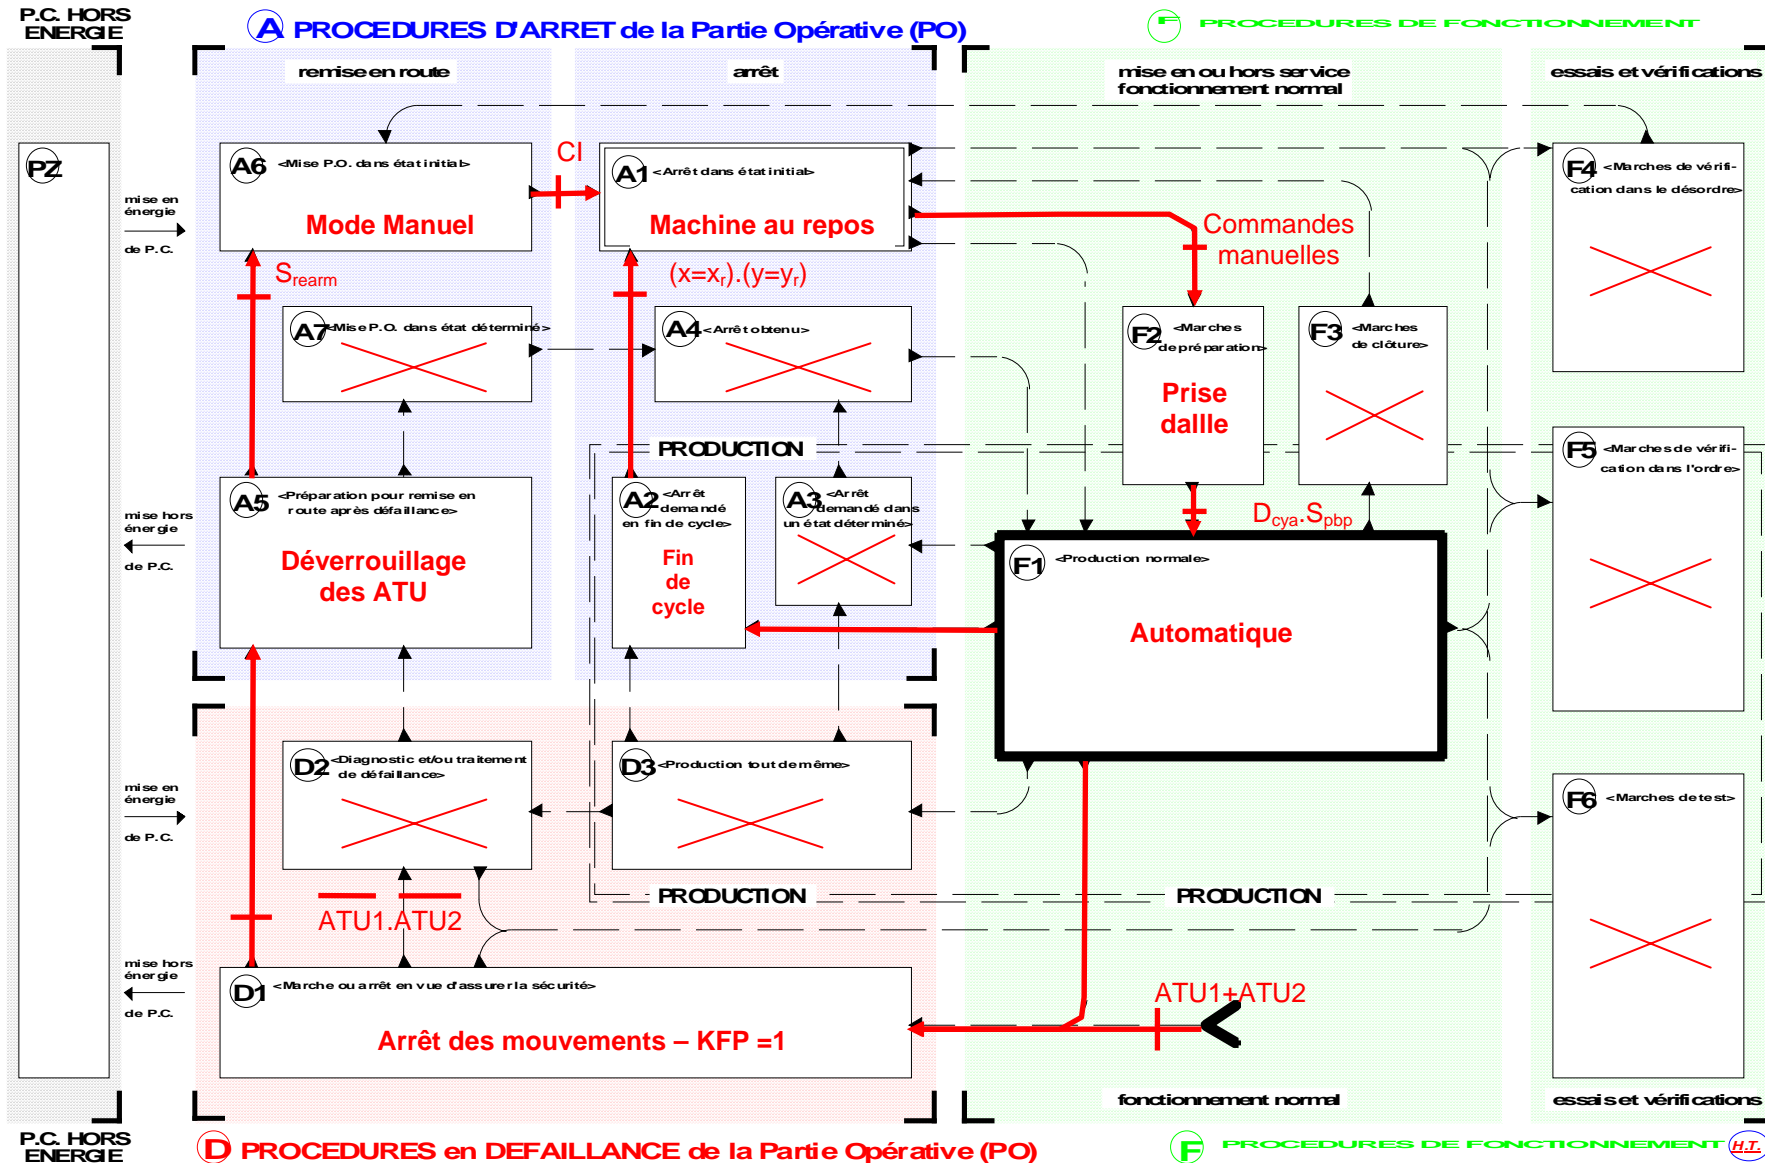 P.C. HORS
ENERGIE
A PROCEDURES D'ARRET de la Partie Opérative (PO)
F PROCEDURES DE FONCTIONNEMENT
remise en route
arrêt
mise en ou hors service
fonctionnement normal
essais et vérifications
PZ
mise en
énergie
de P.C.
A6 <Mise P.O. dans état initial>
Mode Manuel
CI
A1 <Arrêt dans état initial>
Machine au repos
Commandes
manuelles
F4 <Marches de vérifi-
cation dans le désordre>
Srearm
(x=xr).(y=yr)
A7 <Mise P.O. dans état déterminé>
A4 <Arrêt obtenu>
F2 <Marches
de préparation>
Prise
dallle
F3 <Marches
de clôture>
PRODUCTION
F5 <Marches de vérifi-
cation dans l'ordre>
mise hors
énergie
de P.C.
A5 <Préparation pour remise en
route après défaillance>
Déverrouillage
des ATU
A2 <Arrêt
demandé
en fin de cycle>
Fin
de
cycle
A3 <Arrêt
demandé dans
un état déterminé>
Dcya.Spbp
F1 <Production normale>
Automatique
mise en
énergie
de P.C.
D2 <Diagnostic et/ou traitement
de défaillance>
D3 <Production tout de même>
F6 <Marches de test>
PRODUCTION
PRODUCTION
ATU1.ATU2
mise hors
énergie
de P.C.
D1 <Marche ou arrêt en vue d'assurer la sécurité>
Arrêt des mouvements – KFP =1
ATU1+ATU2
fonctionnement normal
essais et vérifications
P.C. HORS
ENERGIE
D PROCEDURES en DEFAILLANCE de la Partie Opérative (PO)
F PROCEDURES DE FONCTIONNEMENT
H.T.